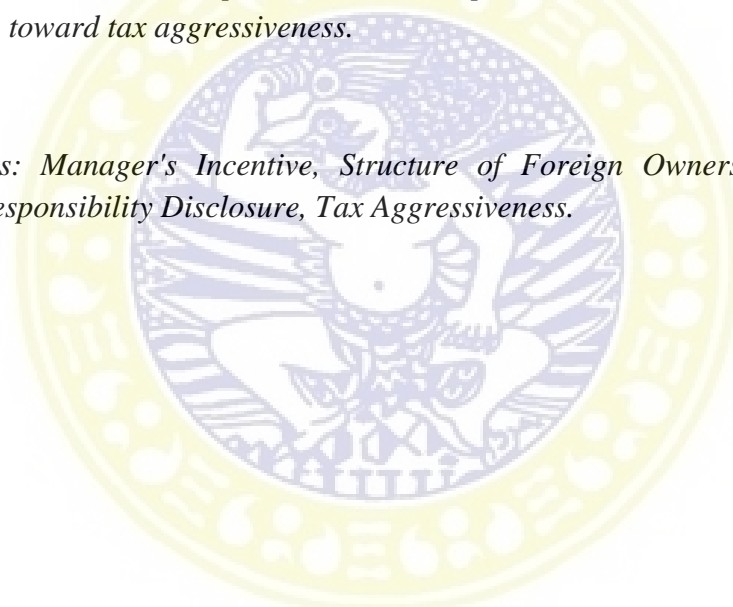 toward tax aggressiveness.
s: Manager's Incentive, Structure of Foreign Owners
esponsibility Disclosure, Tax Aggressiveness.